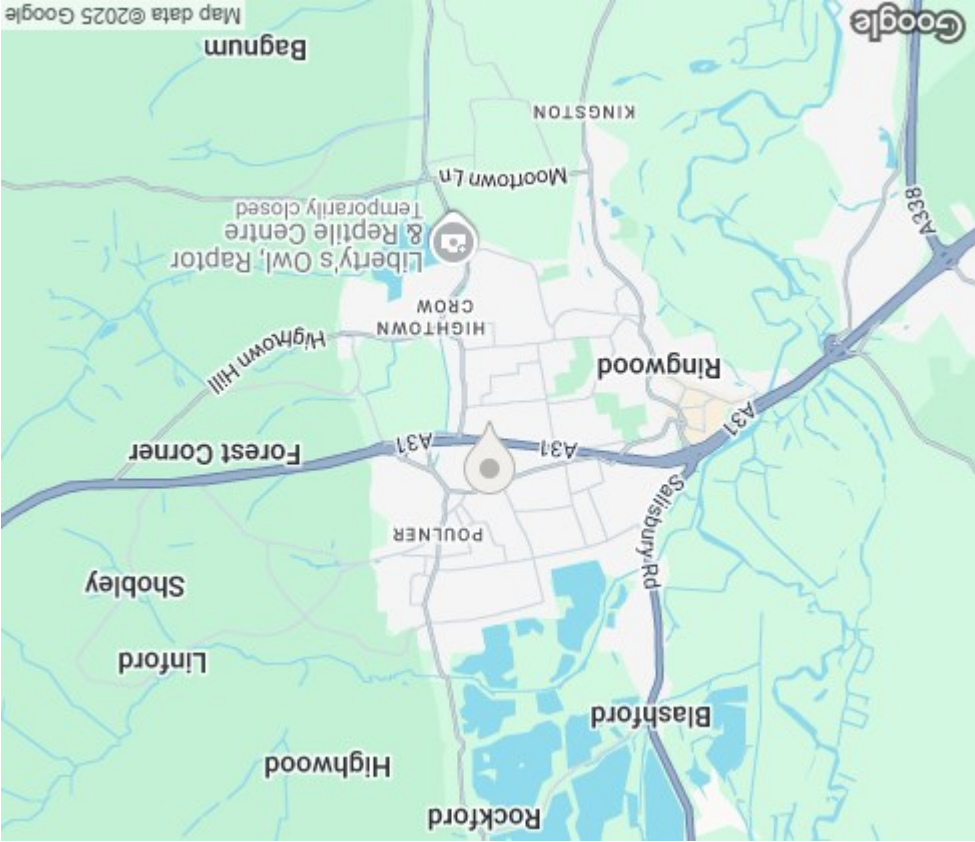 Rockford
Highwood
Blashford
Linford
Shobley
Salisbury Rd
POULNER
A31
A31
A31
Forest Corner
Ringwood
Hightown Hill
HIGHTOWN
CROW
A338
Liberty's Owl, Raptor
& Reptile Centre
Temporarily closed
Moortown Ln
KINGSTON
Bagnum
Google
Map data ©2025 Google